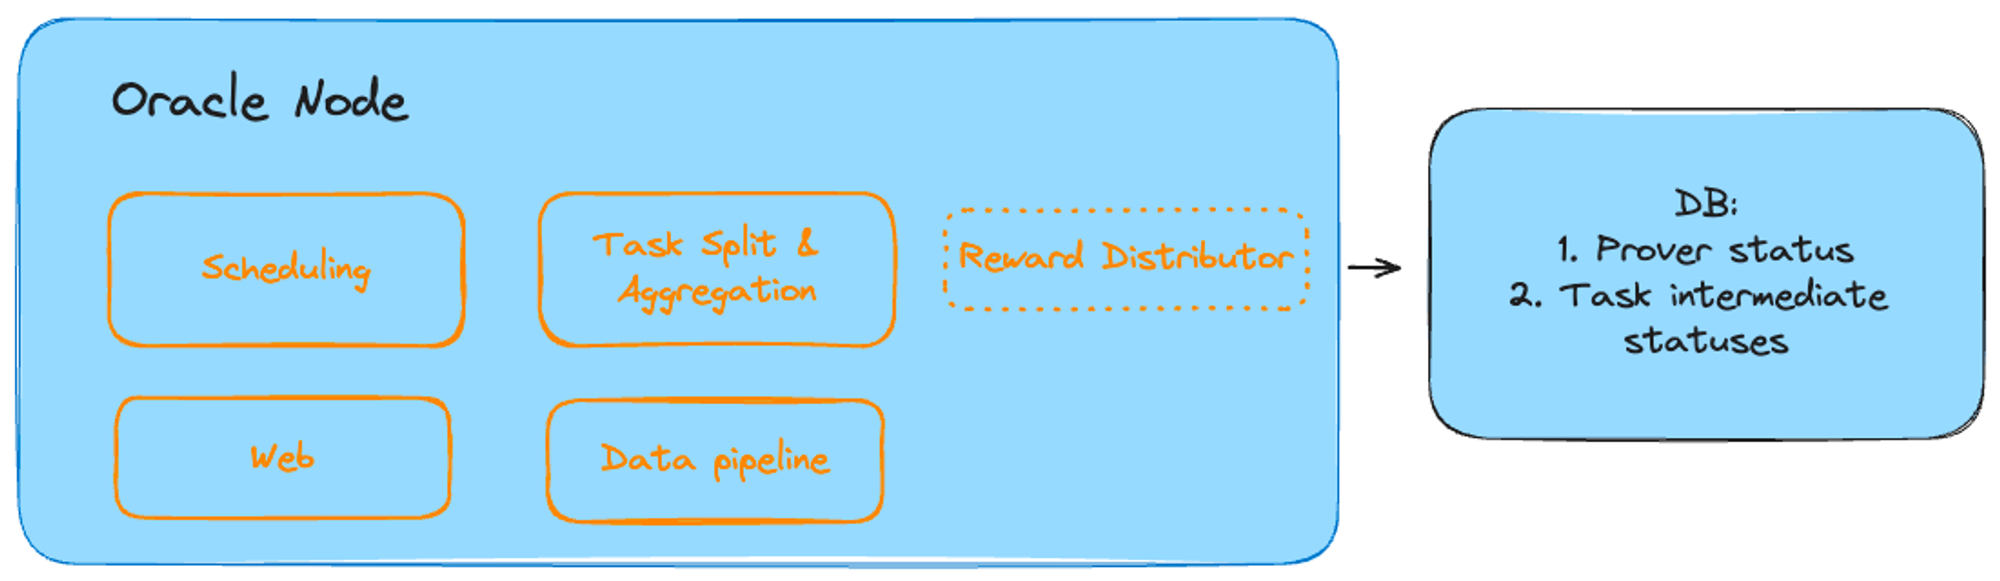 Oracle Node
Scheduling
Task Split &
Aggregation
Reward Distributor
Web
Data pipeline
DB:
1. Prover status
2. Task intermediate
statuses